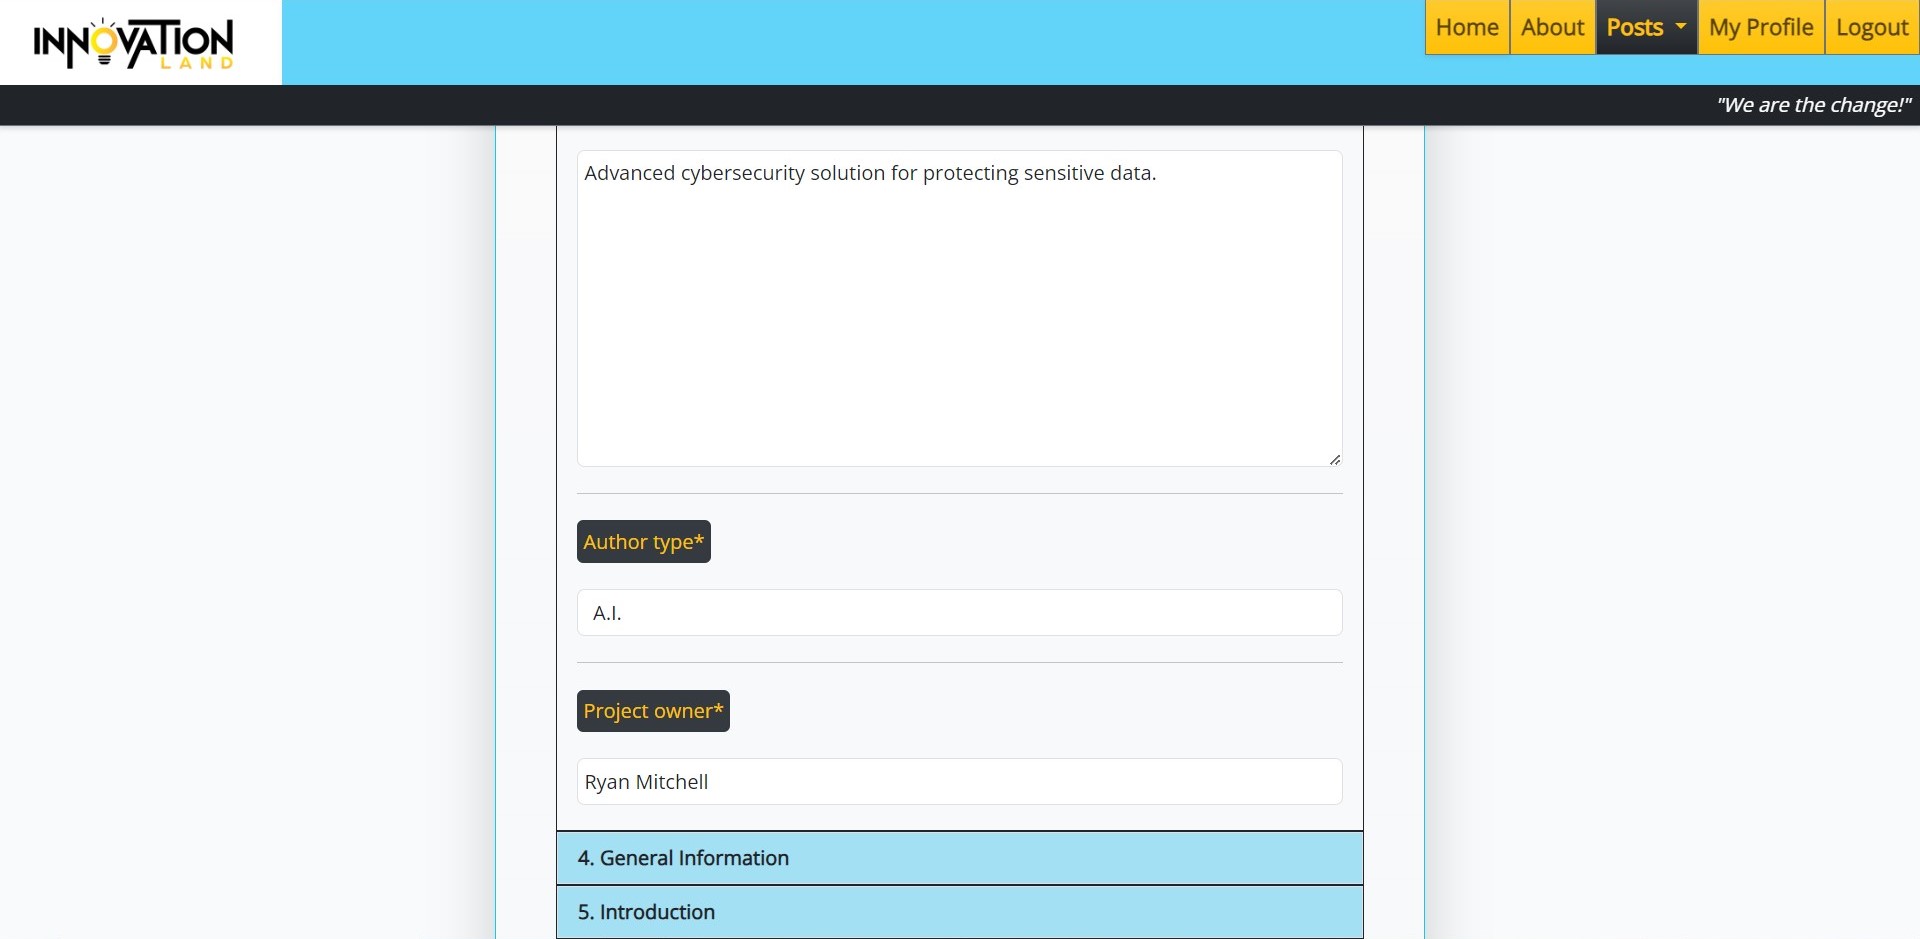 INNOVATION
LAND
Home
About
Posts
My Profile
Logout
"We are the change!"
Advanced cybersecurity solution for protecting sensitive data.
Author type*
A.I.
Project owner*
Ryan Mitchell
4. General Information
5. Introduction